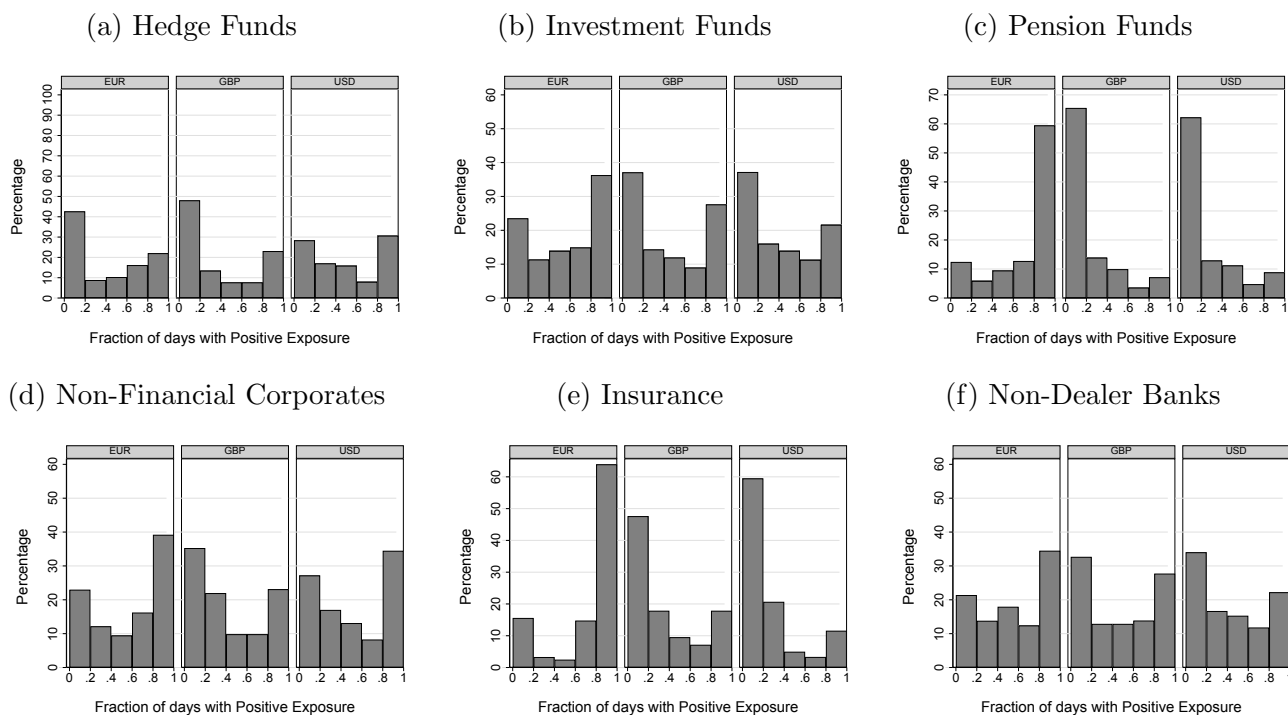 (a) Hedge Funds
EUR GBP USD
Percentage
100
90
80
70
60
50
40
30
20
10
0
0 .2 .4 .6 .8 1 0 .2 .4 .6 .8 1 0 .2 .4 .6 .8 1
Fraction of days with Positive Exposure
(b) Investment Funds
EUR GBP USD
Percentage
60
50
40
30
20
10
0
0 .2 .4 .6 .8 1 0 .2 .4 .6 .8 1 0 .2 .4 .6 .8 1
Fraction of days with Positive Exposure
(c) Pension Funds
EUR GBP USD
Percentage
70
60
50
40
30
20
10
0
0 .2 .4 .6 .8 1 0 .2 .4 .6 .8 1 0 .2 .4 .6 .8 1
Fraction of days with Positive Exposure
(d) Non-Financial Corporates
EUR GBP USD
Percentage
60
50
40
30
20
10
0
0 .2 .4 .6 .8 1 0 .2 .4 .6 .8 1 0 .2 .4 .6 .8 1
Fraction of days with Positive Exposure
(e) Insurance
EUR GBP USD
Percentage
60
50
40
30
20
10
0
0 .2 .4 .6 .8 1 0 .2 .4 .6 .8 1 0 .2 .4 .6 .8 1
Fraction of days with Positive Exposure
(f) Non-Dealer Banks
EUR GBP USD
Percentage
60
50
40
30
20
10
0
0 .2 .4 .6 .8 1 0 .2 .4 .6 .8 1 0 .2 .4 .6 .8 1
Fraction of days with Positive Exposure